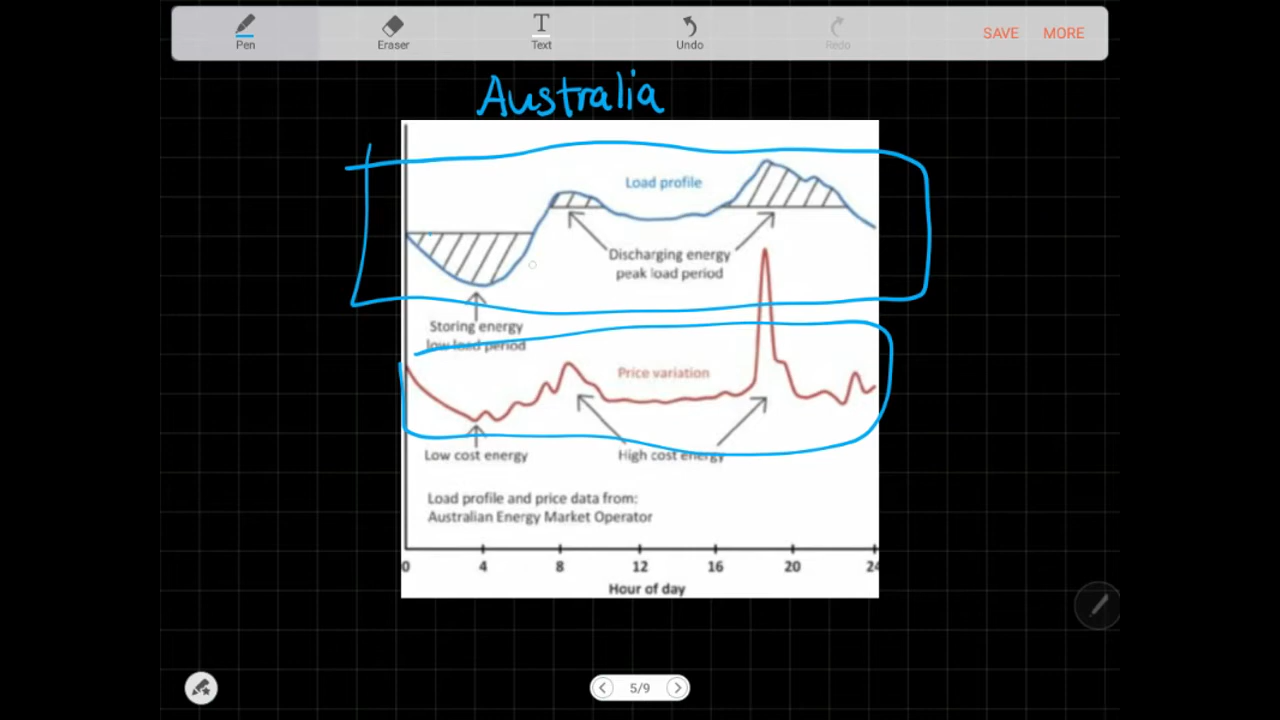 Pen
Eraser
Text
Undo
Redo
SAVE
MORE
Australia
Load profile
Discharging energy
peak load period
Storing energy
low load period
Price variation
Low cost energy
High cost energy
Load profile and price data from:
Australian Energy Market Operator
0 4 8 12 16 20 24
Hour of day
5/9